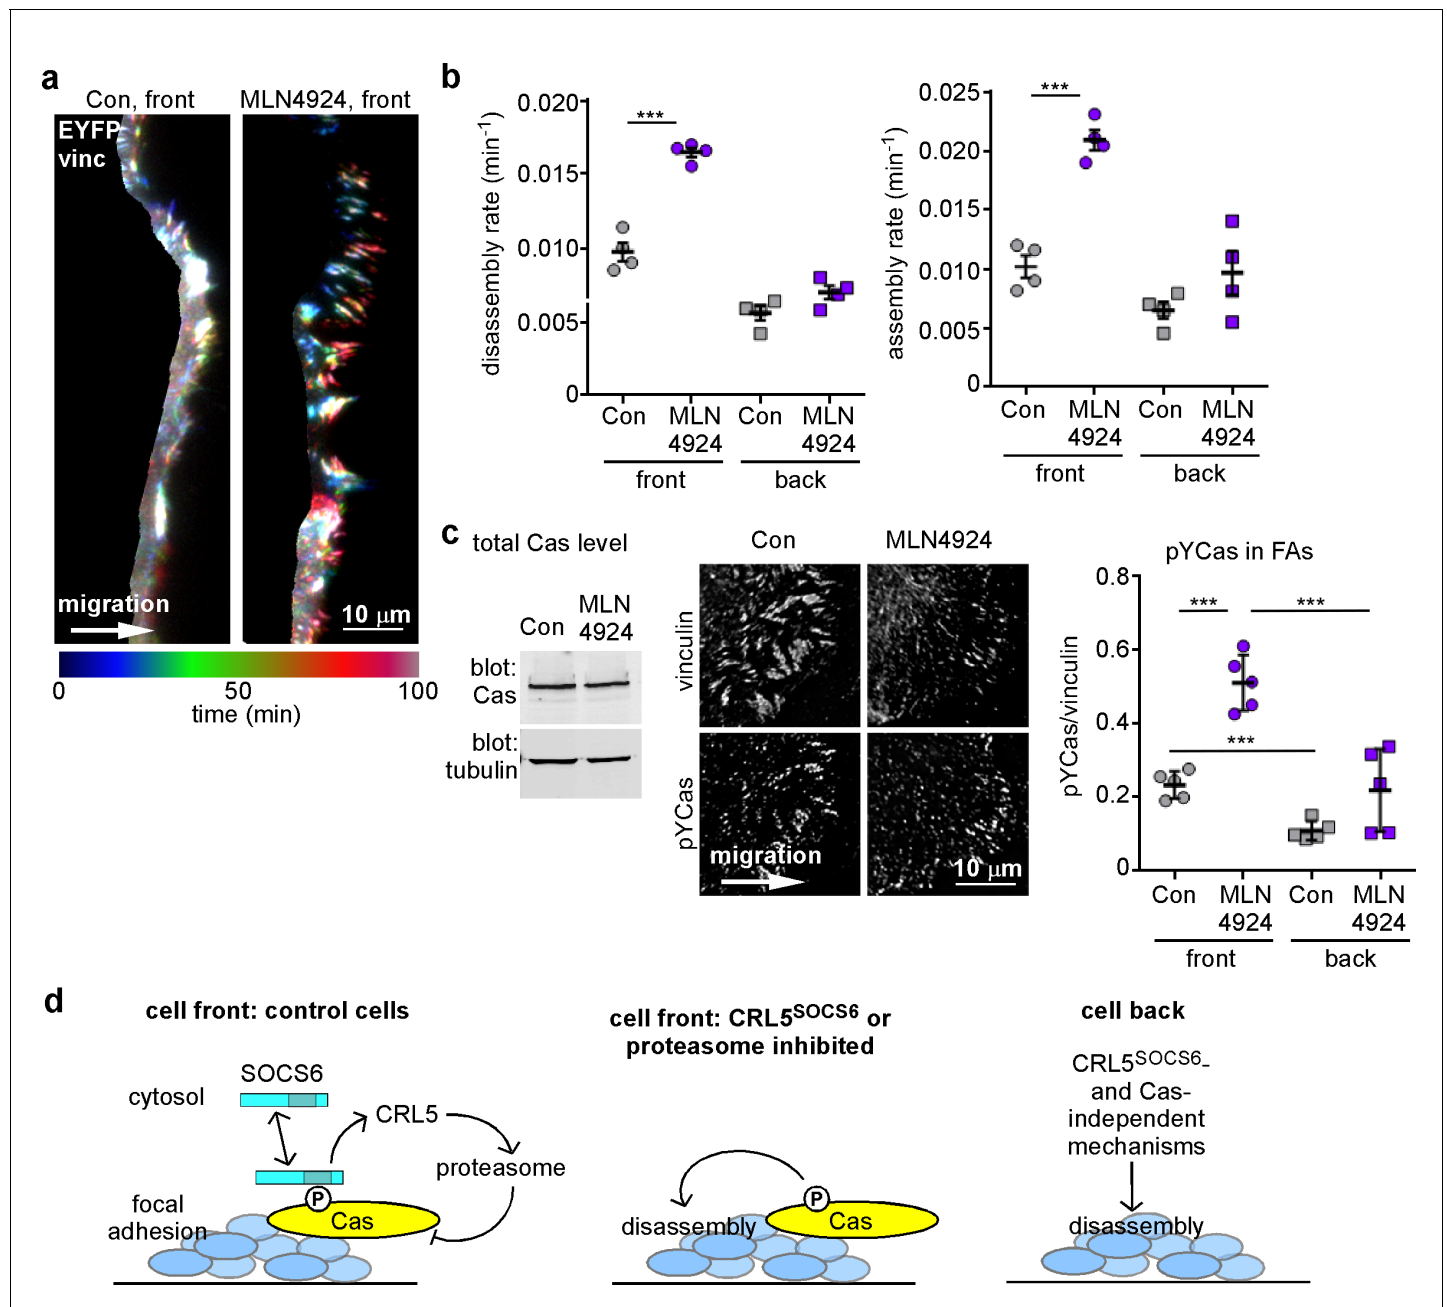 a
Con, front
MLN4924, front
EYFP
vinc
migration
10 µm
0
50
100
time (min)
b
disassembly rate (min-1)
0.020
0.015
0.010
0.005
0
***
Con
MLN
4924
Con
MLN
4924
front
back
assembly rate (min-1)
0.025
0.020
0.015
0.010
0.005
0
***
Con
MLN
4924
Con
MLN
4924
front
back
c
total Cas level
Con
MLN
4924
blot:
Cas
blot:
tubulin
Con
MLN4924
vinculin
pYCas
migration
10 µm
pYCas in FAs
pYCas/vinculin
0.8
0.6
0.4
0.2
0
***
***
***
Con
MLN
4924
Con
MLN
4924
front
back
d
cell front: control cells
SOCS6
cytosol
CRL5
proteasome
P
Cas
focal
adhesion
cell front: CRL5SOCS6 or
proteasome inhibited
P
disassembly
Cas
cell back
CRL5SOCS6-
and Cas-
independent
mechanisms
disassembly